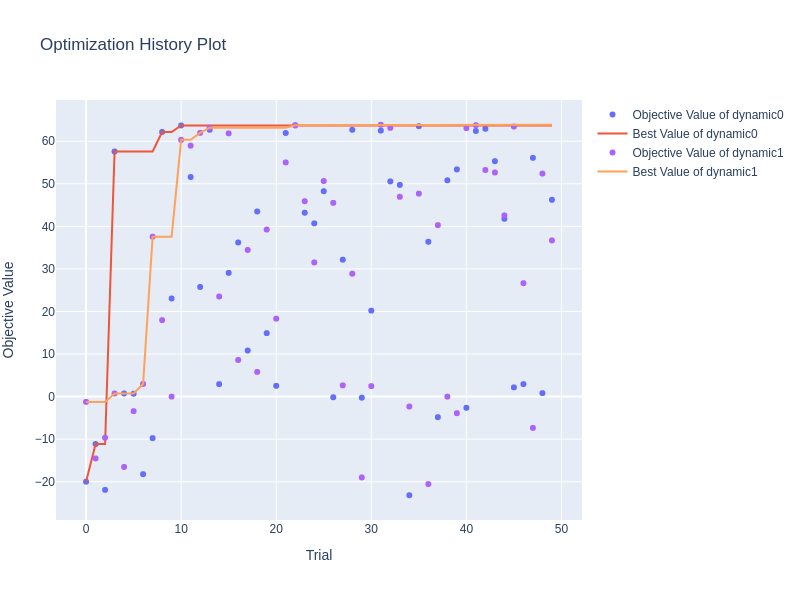 Optimization History Plot
Objective Value of dynamic0
Best Value of dynamic0
Objective Value of dynamic1
Best Value of dynamic1
60
50
40
30
20
10
0
−10
−20
Objective Value
0 10 20 30 40 50
Trial